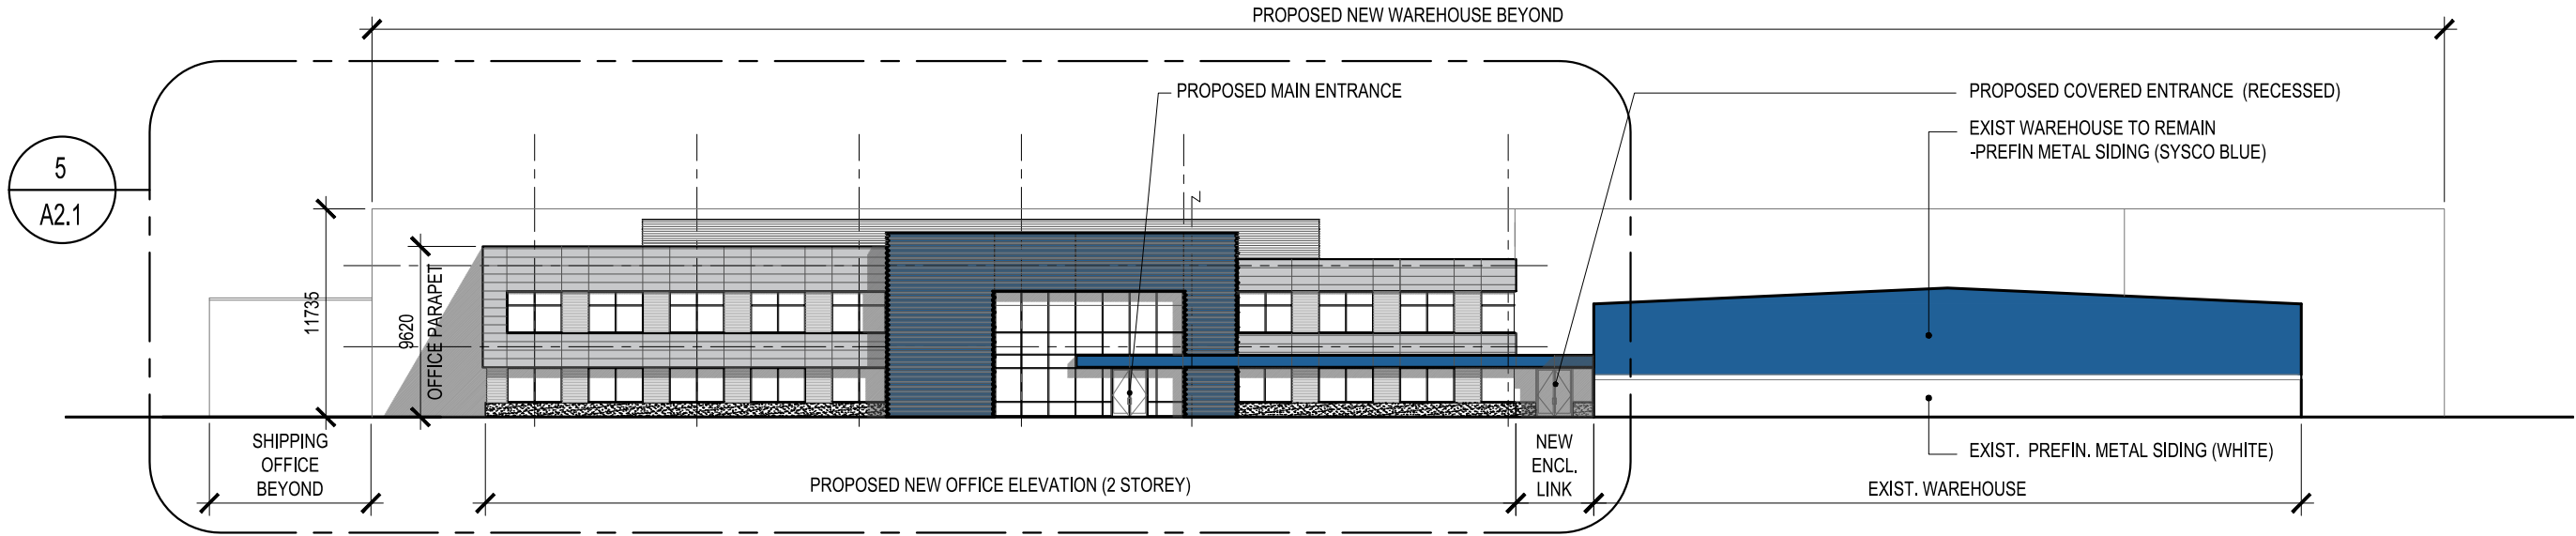 PROPOSED NEW WAREHOUSE BEYOND
PROPOSED MAIN ENTRANCE
PROPOSED COVERED ENTRANCE (RECESSED)
EXIST WAREHOUSE TO REMAIN
-PREFIN METAL SIDING (SYSCO BLUE)
5
A2.1
11735
9620
OFFICE PARAPET
SHIPPING
OFFICE
BEYOND
PROPOSED NEW OFFICE ELEVATION (2 STOREY)
NEW
ENCL.
LINK
EXIST. PREFIN. METAL SIDING (WHITE)
EXIST. WAREHOUSE